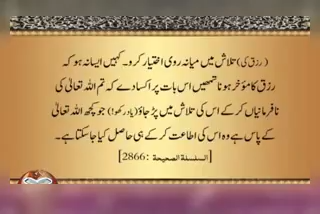 (رزق کی) تلاش میں میانہ روی اختیار کرو۔ کہیں ایسا نہ ہو کہ
رزق کا مؤخر ہونا تمھیں اس بات پر اکسا دے کہ تم اللہ تعالیٰ کی
نافرمانیاں کر کے اس کی تلاش میں پڑ جاؤ (یاد رکھو!) جو کچھ اللہ تعالیٰ
کے پاس ہے وہ اس کی اطاعت کر کے ہی حاصل کیا جا سکتا ہے۔
[السلسلة الصحيحة :2866]